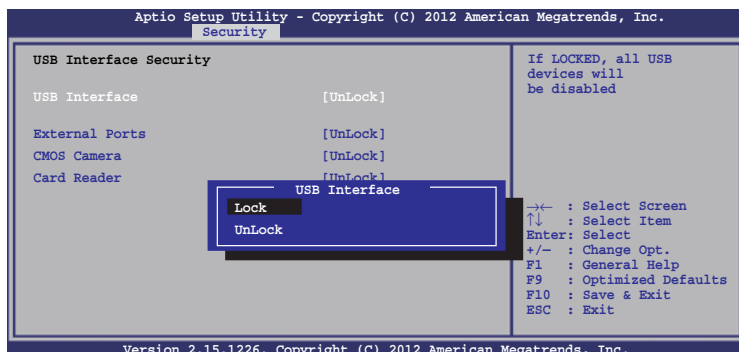 Aptio Setup Utility - Copyright (C) 2012 American Megatrends, Inc.
Security
USB Interface Security
USB Interface [UnLock]
External Ports [UnLock]
CMOS Camera [UnLock]
Card Reader [UnLock]
USB Interface
Lock
UnLock
If LOCKED, all USB
devices will
be disabled
→← : Select Screen
↑↓ : Select Item
Enter: Select
+/— : Change Opt.
F1 : General Help
F9 : Optimized Defaults
F10 : Save & Exit
ESC : Exit
Version 2.15.1226. Copyright (C) 2012 American Megatrends, Inc.